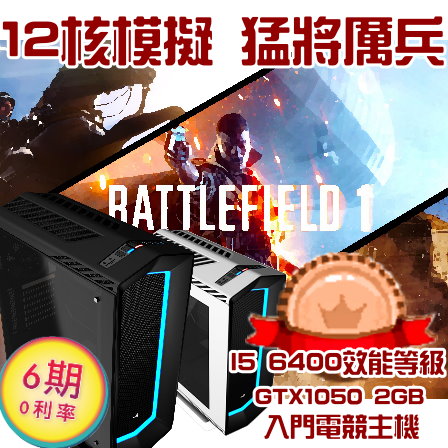 12核模擬 猛將厲兵
BATTLEFIELD 1
I5 6400效能等級
GTX1050 2GB
入門電競主機
6期
0利率